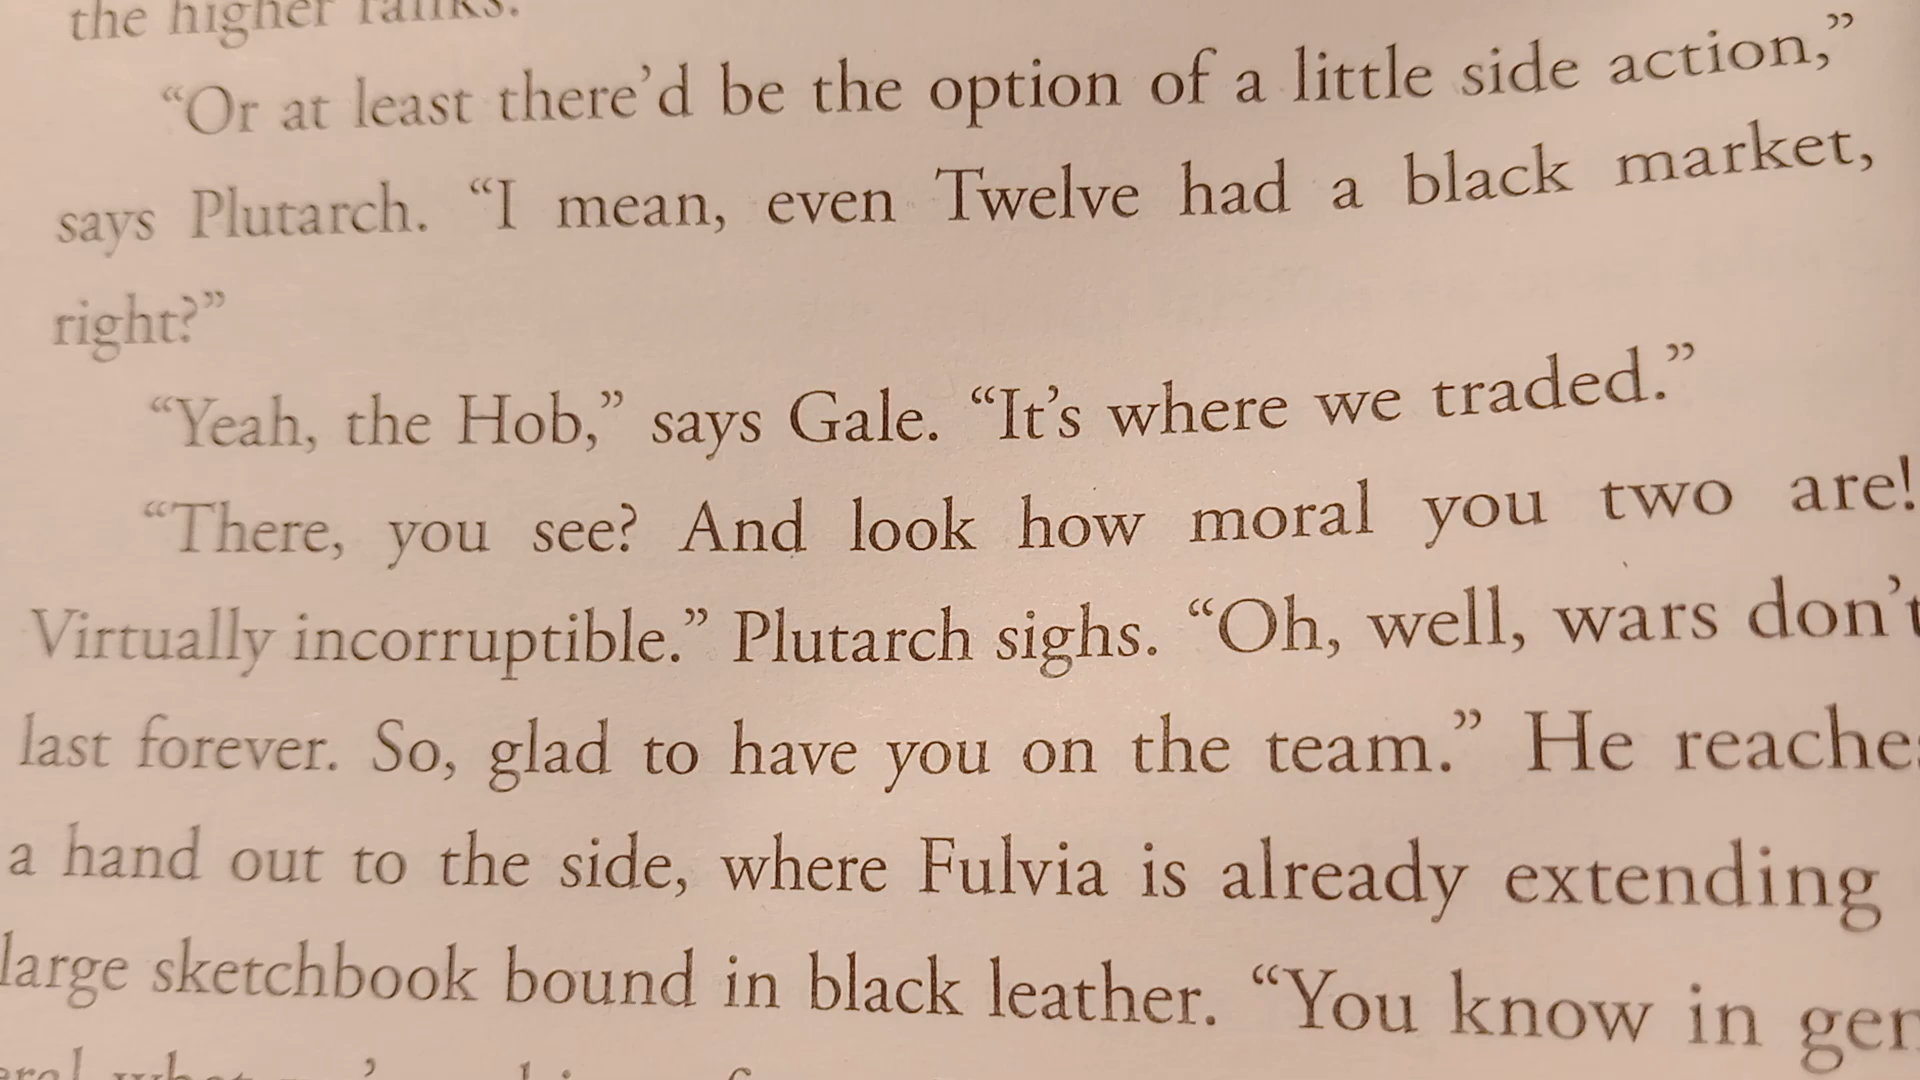 the higher ranks.
“Or at least there’d be the option of a little side action,”
says Plutarch. “I mean, even Twelve had a black market,
right?”
“Yeah, the Hob,” says Gale. “It’s where we traded.”
“There, you see? And look how moral you two are!
Virtually incorruptible.” Plutarch sighs. “Oh, well, wars don’t
last forever. So, glad to have you on the team.” He reaches
a hand out to the side, where Fulvia is already extending
large sketchbook bound in black leather. “You know in gen